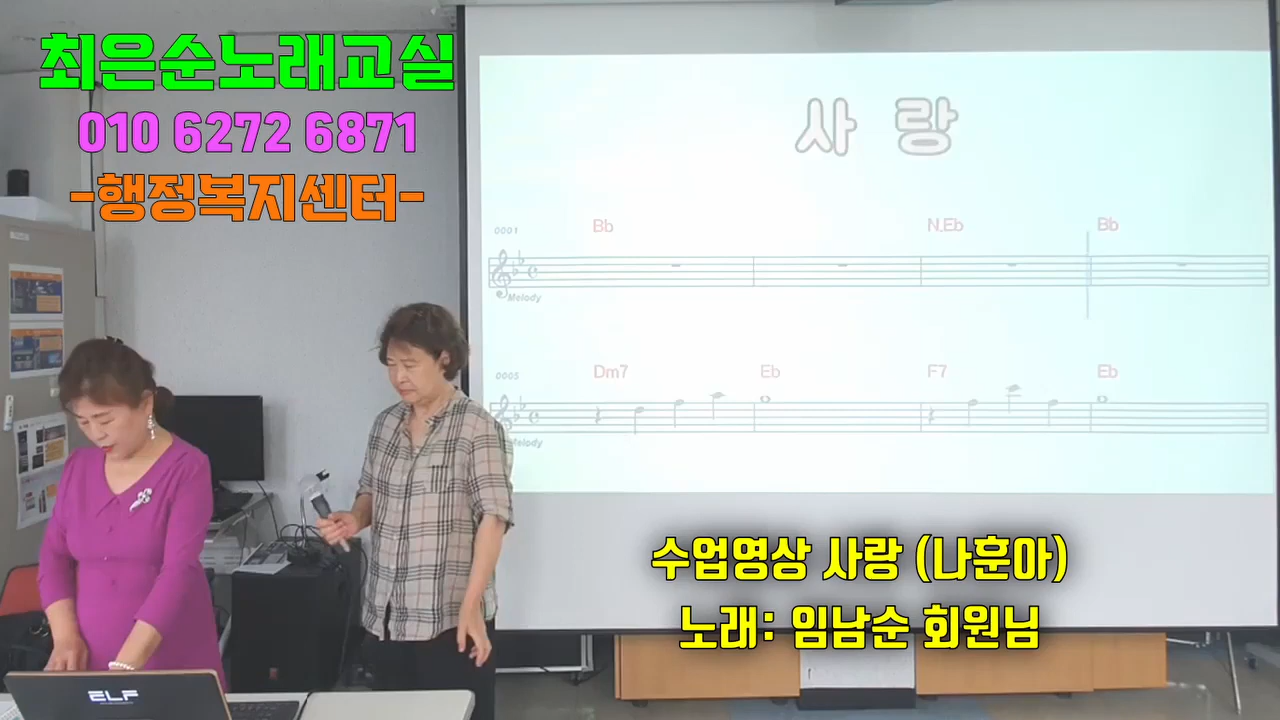 최은순노래교실
010 6272 6871
-행정복지센터-
사 랑
0001 Bb N.Eb Bb
Melody
0005 Dm7 Eb F7 Eb
Melody
수업영상 사랑 (나훈아)
노래: 임남순 회원님
ELF